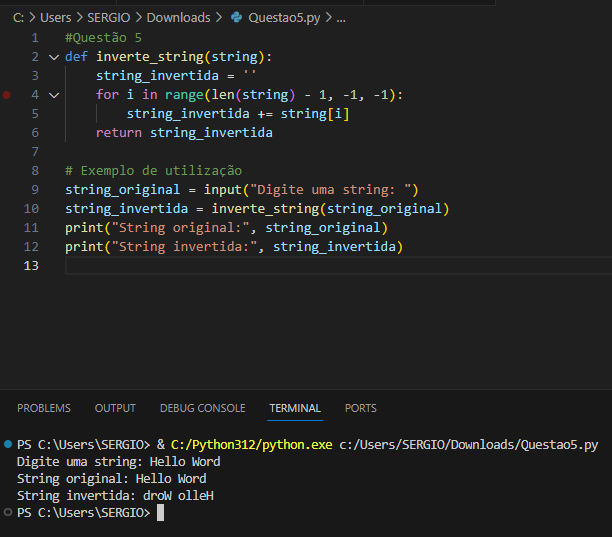 C: > Users > SERGIO > Downloads > Questao5.py > ...
1 #Questão 5
2 def inverte_string(string):
3 string_invertida = ''
4 for i in range(len(string) - 1, -1, -1):
5 string_invertida += string[i]
6 return string_invertida
7
8 # Exemplo de utilização
9 string_original = input("Digite uma string: ")
10 string_invertida = inverte_string(string_original)
11 print("String original:", string_original)
12 print("String invertida:", string_invertida)
13
PROBLEMS OUTPUT DEBUG CONSOLE TERMINAL PORTS
PS C:\Users\SERGIO> & C:/Python312/python.exe c:/Users/SERGIO/Downloads/Questao5.py
Digite uma string: Hello Word
String original: Hello Word
String invertida: droW olleH
PS C:\Users\SERGIO>